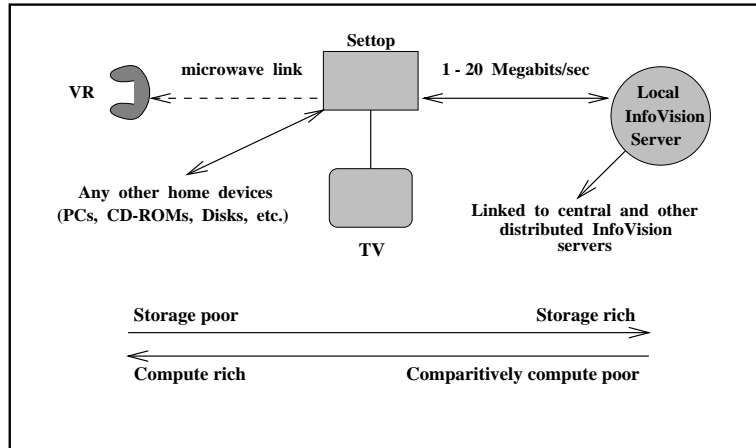 Settop
VR
microwave link
1 - 20 Megabits/sec
Local
InfoVision
Server
Any other home devices
(PCs, CD-ROMs, Disks, etc.)
TV
Linked to central and other
distributed InfoVision
servers
Storage poor
Storage rich
Compute rich
Comparitively compute poor